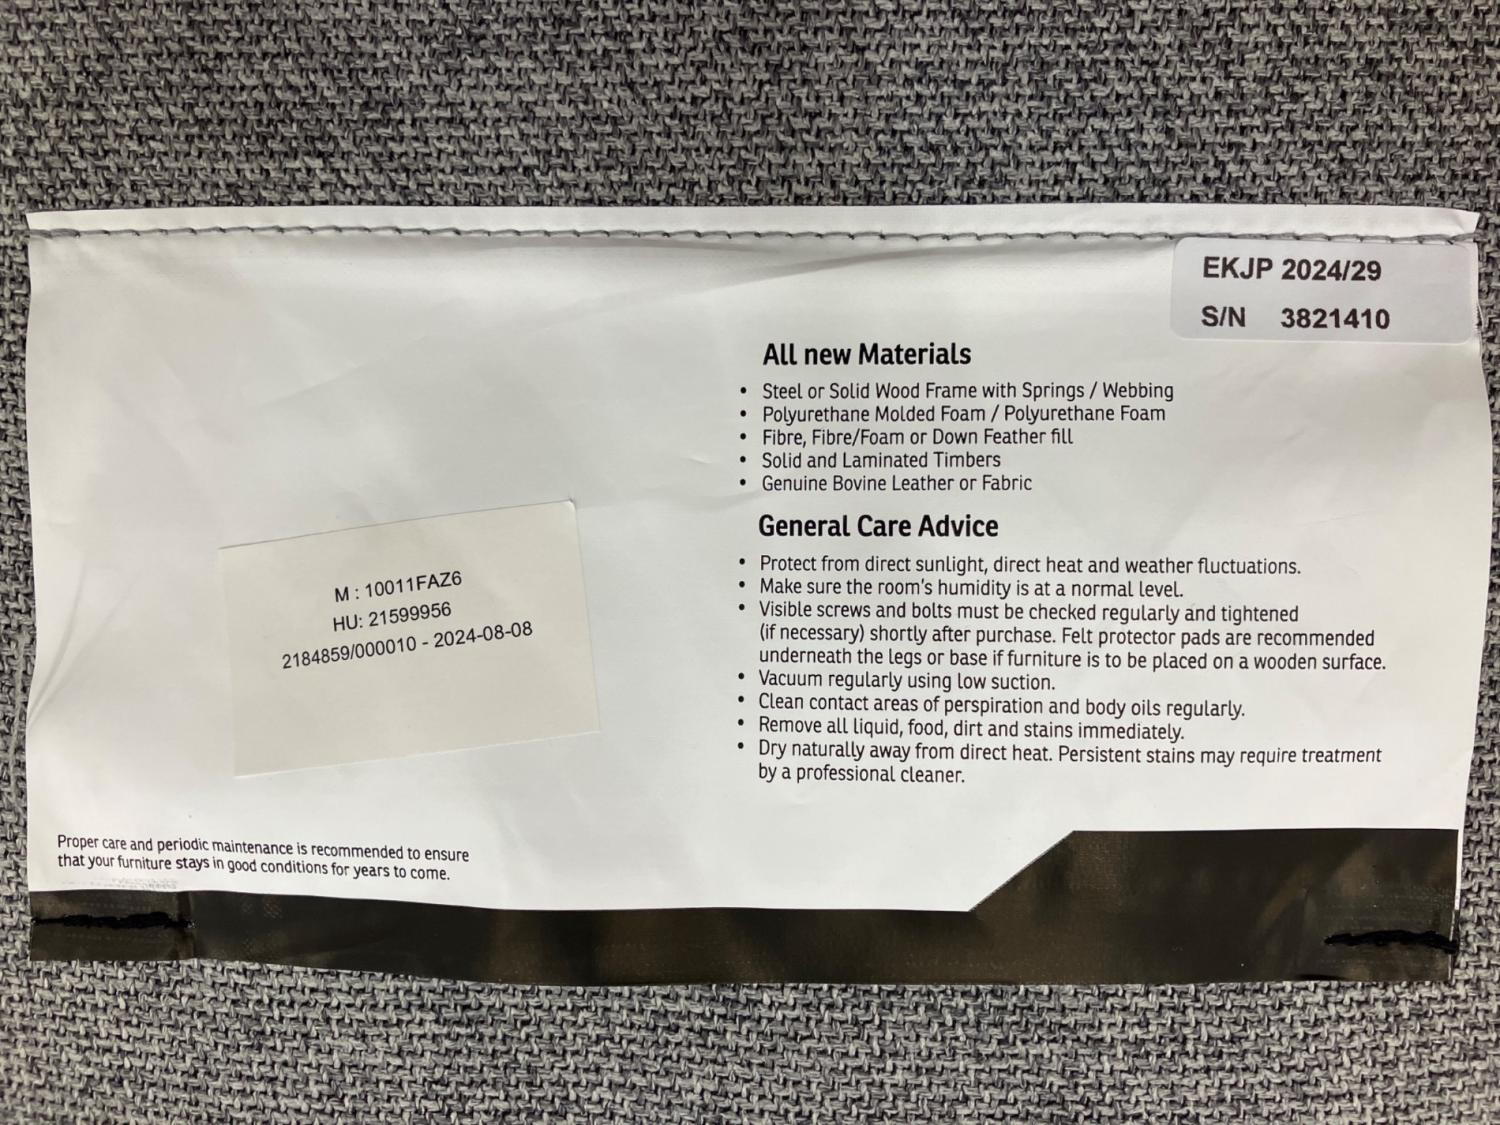 EKJP 2024/29
S/N 3821410
All new Materials
• Steel or Solid Wood Frame with Springs / Webbing
• Polyurethane Molded Foam / Polyurethane Foam
• Fibre, Fibre/Foam or Down Feather fill
• Solid and Laminated Timbers
• Genuine Bovine Leather or Fabric
General Care Advice
• Protect from direct sunlight, direct heat and weather fluctuations.
• Make sure the room's humidity is at a normal level.
• Visible screws and bolts must be checked regularly and tightened
(if necessary) shortly after purchase. Felt protector pads are recommended
underneath the legs or base if furniture is to be placed on a wooden surface.
• Vacuum regularly using low suction.
• Clean contact areas of perspiration and body oils regularly.
• Remove all liquid, food, dirt and stains immediately.
• Dry naturally away from direct heat. Persistent stains may require treatment
by a professional cleaner.
M : 10011FAZ6
HU: 21599956
2184859/000010 - 2024-08-08
Proper care and periodic maintenance is recommended to ensure
that your furniture stays in good conditions for years to come.